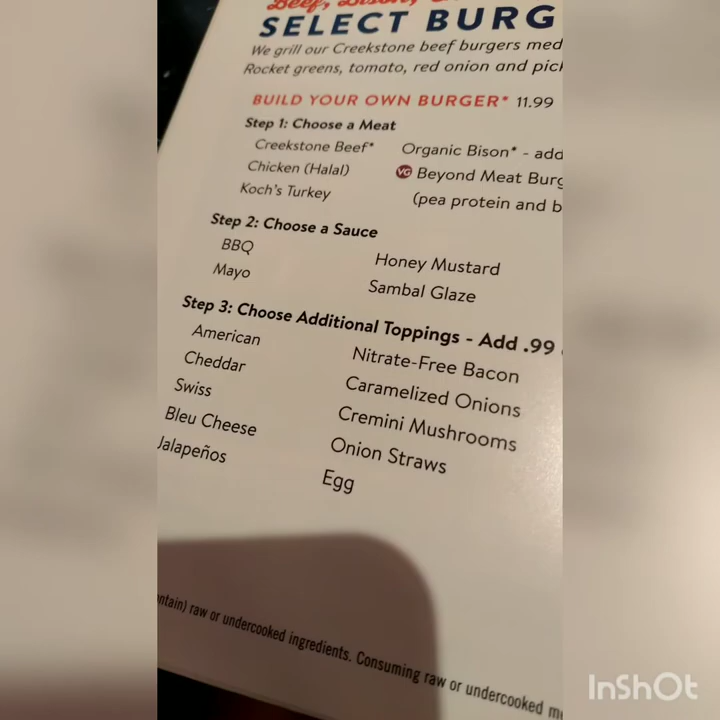 Beef, Bison,
SELECT BURG
We grill our Creekstone beef burgers med
Rocket greens, tomato, red onion and pick
BUILD YOUR OWN BURGER* 11.99
Step 1: Choose a Meat
Creekstone Beef* Organic Bison* - add
Chicken (Halal) VG Beyond Meat Burg
Koch's Turkey (pea protein and b
Step 2: Choose a Sauce
BBQ Honey Mustard
Mayo Sambal Glaze
Step 3: Choose Additional Toppings - Add .99
American Nitrate-Free Bacon
Cheddar Caramelized Onions
Swiss Cremini Mushrooms
Bleu Cheese Onion Straws
Jalapeños Egg
ntain) raw or undercooked ingredients. Consuming raw or undercooked m
InShOt